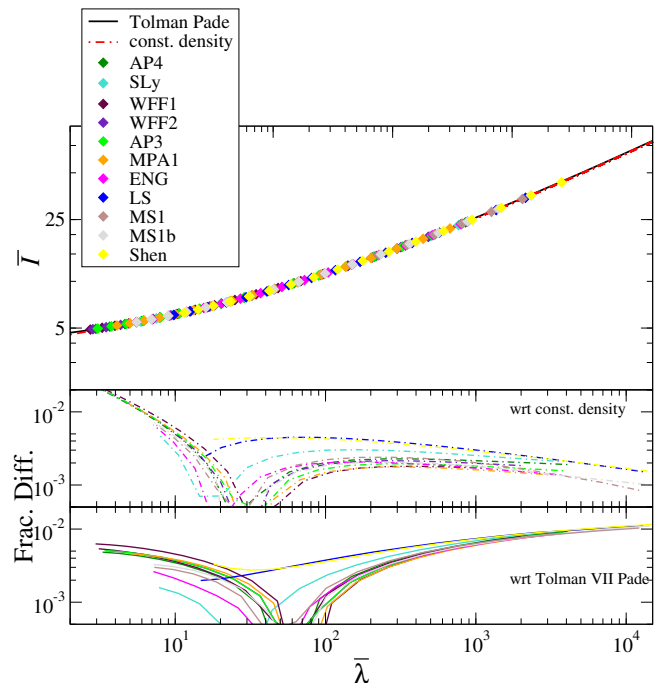 Tolman Pade
const. density
AP4
SLy
WFF1
WFF2
AP3
MPA1
ENG
LS
MS1
MS1b
Shen
25
I̅
5
wrt const. density
10⁻²
10⁻³
Frac. Diff.
10⁻²
wrt Tolman VII Pade
10⁻³
10¹ 10² 10³ 10⁴
λ̅